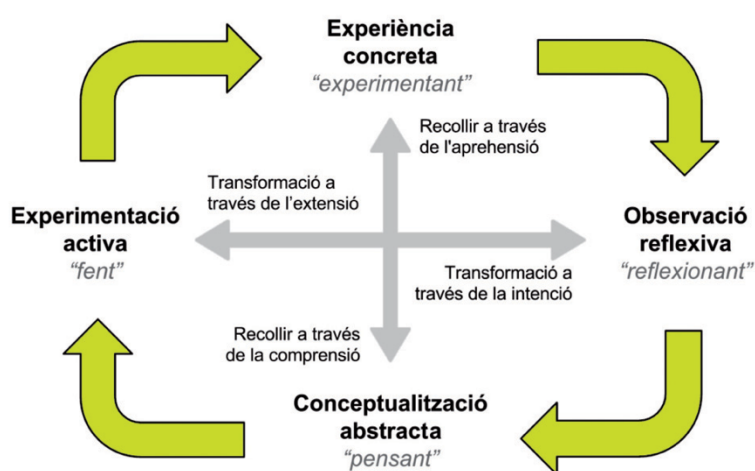 Experiència
concreta
“experimentant”
Recollir a través
de l'aprehensió
Transformació a
través de l’extensió
Experimentació
activa
“fent”
Observació
reflexiva
“reflexionant”
Transformació a
través de la intenció
Recollir a través
de la comprensió
Conceptualització
abstracta
“pensant”